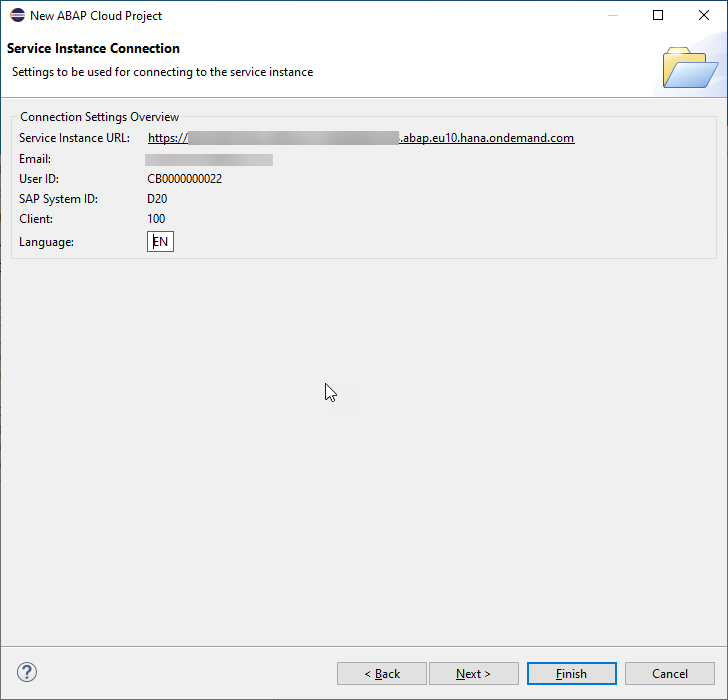 New ABAP Cloud Project
Service Instance Connection
Settings to be used for connecting to the service instance
Connection Settings Overview
Service Instance URL: https:// .abap.eu10.hana.ondemand.com
Email:
User ID: CB0000000022
SAP System ID: D20
Client: 100
Language: EN
? < Back Next > Finish Cancel